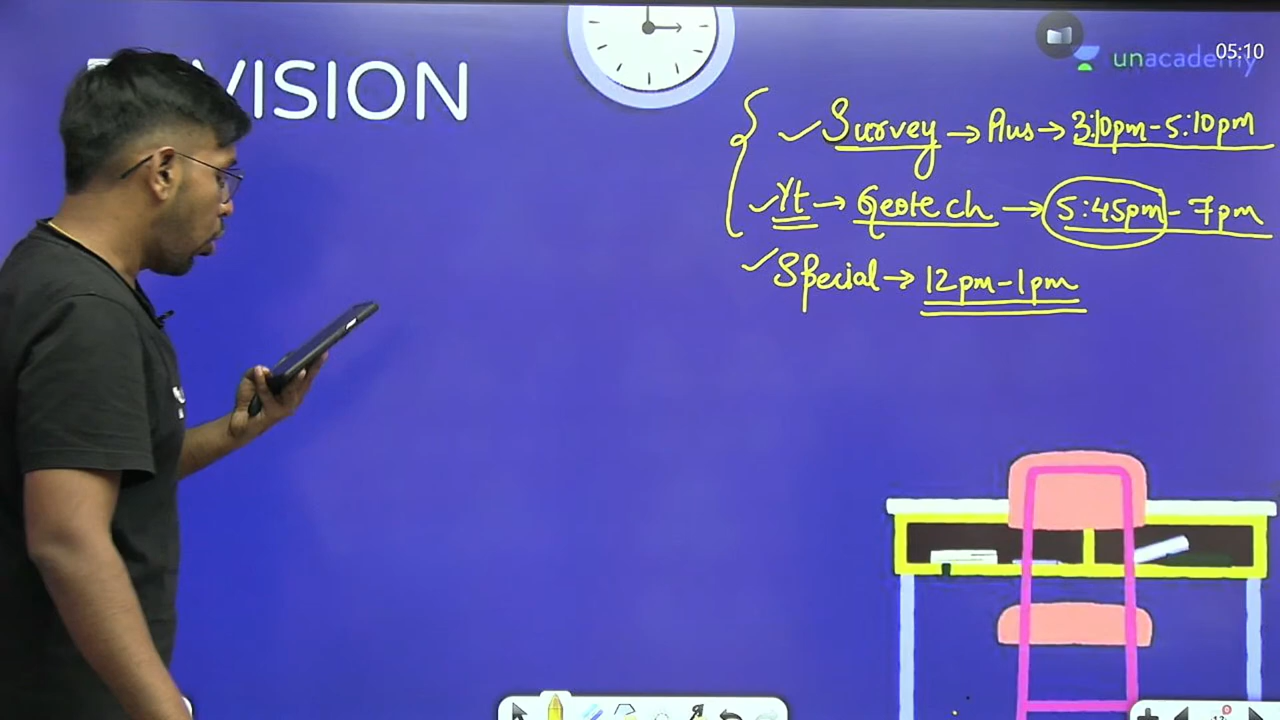 VISION
unacademy
05:10
Survey → Plus → 3:10pm-5:10pm
Yt → Geotech → 5:45pm-7pm
Special → 12pm-1pm